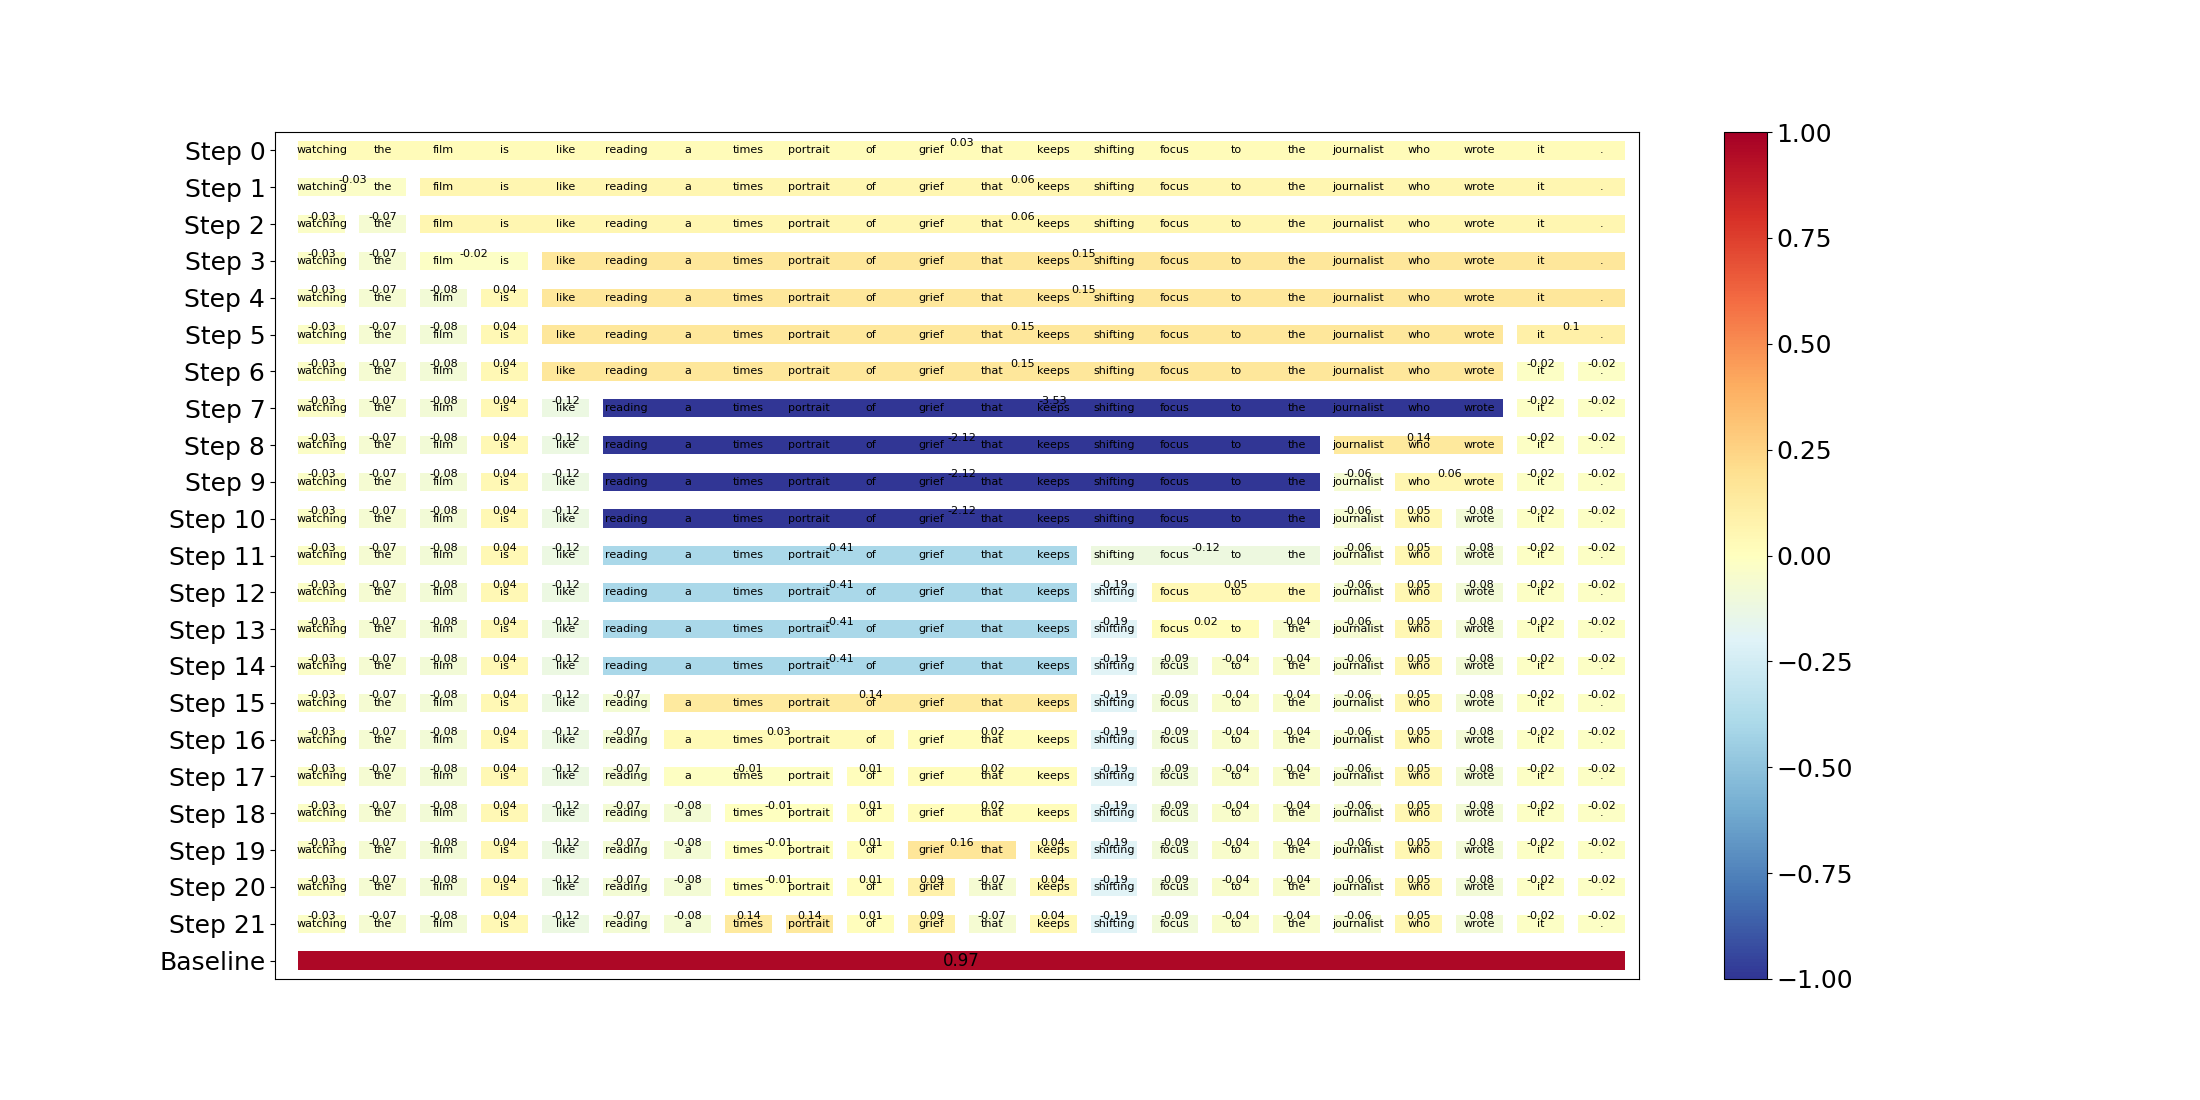 Step 0 watching the film is like reading a times portrait of grief 0.03 that keeps shifting focus to the journalist who wrote it .
Step 1 watching -0.03 the film is like reading a times portrait of grief that 0.06 keeps shifting focus to the journalist who wrote it .
Step 2 -0.03 -0.07 0.06
watching the film is like reading a times portrait of grief that keeps shifting focus to the journalist who wrote it .
Step 3 -0.03 -0.07 -0.02 0.15
watching the film is like reading a times portrait of grief that keeps shifting focus to the journalist who wrote it .
Step 4 -0.03 -0.07 -0.08 0.04 0.15
watching the film is like reading a times portrait of grief that keeps shifting focus to the journalist who wrote it .
Step 5 -0.03 -0.07 -0.08 0.04 0.15 0.1
watching the film is like reading a times portrait of grief that keeps shifting focus to the journalist who wrote it .
Step 6 -0.03 -0.07 -0.08 0.04 0.15 -0.02 -0.02
watching the film is like reading a times portrait of grief that keeps shifting focus to the journalist who wrote it .
Step 7 -0.03 -0.07 -0.08 0.04 -0.12 -3.53 -0.02 -0.02
watching the film is like reading a times portrait of grief that keeps shifting focus to the journalist who wrote it .
Step 8 -0.03 -0.07 -0.08 0.04 -0.12 -2.12 0.14 -0.02 -0.02
watching the film is like reading a times portrait of grief that keeps shifting focus to the journalist who wrote it .
Step 9 -0.03 -0.07 -0.08 0.04 -0.12 -2.12 -0.06 0.06 -0.02 -0.02
watching the film is like reading a times portrait of grief that keeps shifting focus to the journalist who wrote it .
Step 10 -0.03 -0.07 -0.08 0.04 -0.12 -2.12 -0.06 0.05 -0.08 -0.02 -0.02
watching the film is like reading a times portrait of grief that keeps shifting focus to the journalist who wrote it .
Step 11 -0.03 -0.07 -0.08 0.04 -0.12 -0.41 -0.12 -0.06 0.05 -0.08 -0.02 -0.02
watching the film is like reading a times portrait of grief that keeps shifting focus to the journalist who wrote it .
Step 12 -0.03 -0.07 -0.08 0.04 -0.12 -0.41 -0.19 0.05 -0.06 0.05 -0.08 -0.02 -0.02
watching the film is like reading a times portrait of grief that keeps shifting focus to the journalist who wrote it .
Step 13 -0.03 -0.07 -0.08 0.04 -0.12 -0.41 -0.19 0.02 -0.04 -0.06 0.05 -0.08 -0.02 -0.02
watching the film is like reading a times portrait of grief that keeps shifting focus to the journalist who wrote it .
Step 14 -0.03 -0.07 -0.08 0.04 -0.12 -0.41 -0.19 -0.09 -0.04 -0.04 -0.06 0.05 -0.08 -0.02 -0.02
watching the film is like reading a times portrait of grief that keeps shifting focus to the journalist who wrote it .
Step 15 -0.03 -0.07 -0.08 0.04 -0.12 -0.07 0.14 -0.19 -0.09 -0.04 -0.04 -0.06 0.05 -0.08 -0.02 -0.02
watching the film is like reading a times portrait of grief that keeps shifting focus to the journalist who wrote it .
Step 16 -0.03 -0.07 -0.08 0.04 -0.12 -0.07 0.03 0.02 -0.19 -0.09 -0.04 -0.04 -0.06 0.05 -0.08 -0.02 -0.02
watching the film is like reading a times portrait of grief that keeps shifting focus to the journalist who wrote it .
Step 17 -0.03 -0.07 -0.08 0.04 -0.12 -0.07 -0.01 0.01 0.02 -0.19 -0.09 -0.04 -0.04 -0.06 0.05 -0.08 -0.02 -0.02
watching the film is like reading a times portrait of grief that keeps shifting focus to the journalist who wrote it .
Step 18 -0.03 -0.07 -0.08 0.04 -0.12 -0.07 -0.08 -0.01 0.01 0.02 -0.19 -0.09 -0.04 -0.04 -0.06 0.05 -0.08 -0.02 -0.02
watching the film is like reading a times portrait of grief that keeps shifting focus to the journalist who wrote it .
Step 19 -0.03 -0.07 -0.08 0.04 -0.12 -0.07 -0.08 -0.01 0.01 0.16 0.04 -0.19 -0.09 -0.04 -0.04 -0.06 0.05 -0.08 -0.02 -0.02
watching the film is like reading a times portrait of grief that keeps shifting focus to the journalist who wrote it .
Step 20 -0.03 -0.07 -0.08 0.04 -0.12 -0.07 -0.08 -0.01 0.01 0.09 -0.07 0.04 -0.19 -0.09 -0.04 -0.04 -0.06 0.05 -0.08 -0.02 -0.02
watching the film is like reading a times portrait of grief that keeps shifting focus to the journalist who wrote it .
Step 21 -0.03 -0.07 -0.08 0.04 -0.12 -0.07 -0.08 0.14 0.14 0.01 0.09 -0.07 0.04 -0.19 -0.09 -0.04 -0.04 -0.06 0.05 -0.08 -0.02 -0.02
watching the film is like reading a times portrait of grief that keeps shifting focus to the journalist who wrote it .
Baseline 0.97
1.00
0.75
0.50
0.25
0.00
−0.25
−0.50
−0.75
−1.00